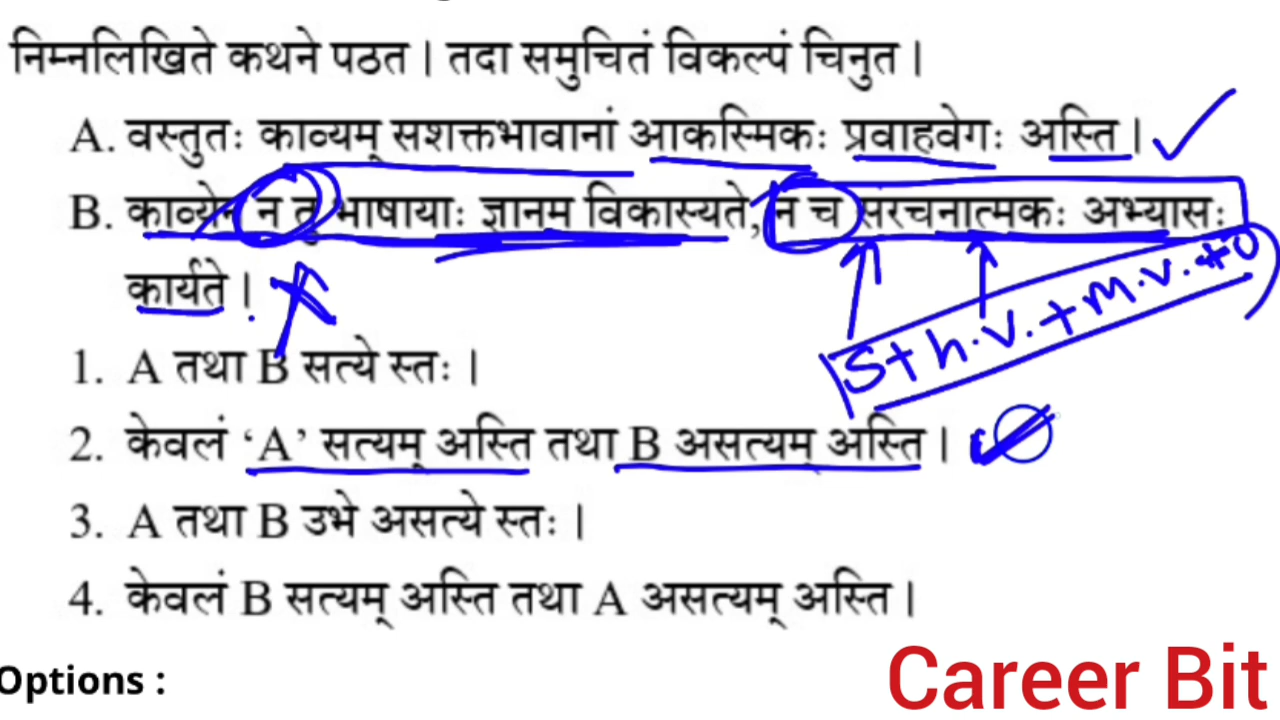 निम्नलिखिते कथने पठत । तदा समुचितं विकल्पं चिनुत ।
A. वस्तुतः काव्यम् सशक्तभावानां आकस्मिकः प्रवाहवेगः अस्ति ।
B. काव्येन न तु भाषायाः ज्ञानम विकास्यते, न च सरचनात्मकः अभ्यासः
कार्यते ।
S+h.v.+m.v.+o
1. A तथा B सत्ये स्तः ।
2. केवलं ‘A’ सत्यम् अस्ति तथा B असत्यम् अस्ति ।
3. A तथा B उभे असत्ये स्तः ।
4. केवलं B सत्यम् अस्ति तथा A असत्यम् अस्ति ।
Options :
Career Bit